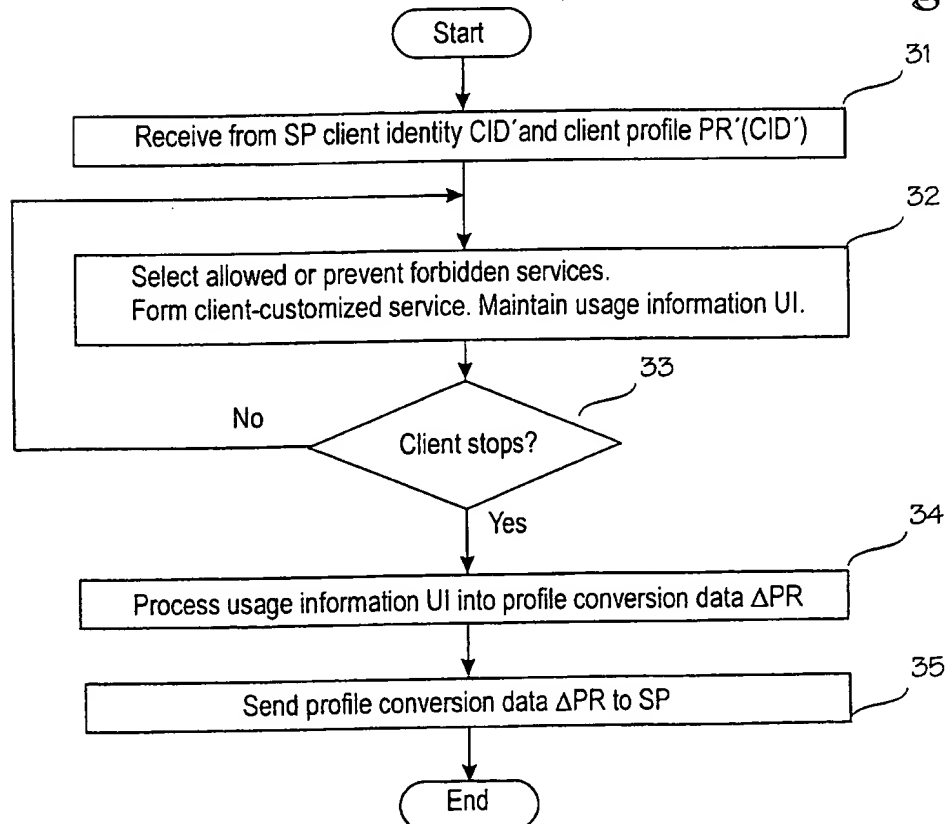 Start
31
Receive from SP client identity CID´and client profile PR´(CID´)
32
Select allowed or prevent forbidden services.
Form client-customized service. Maintain usage information UI.
33
No
Client stops?
Yes
34
Process usage information UI into profile conversion data ΔPR
35
Send profile conversion data ΔPR to SP
End